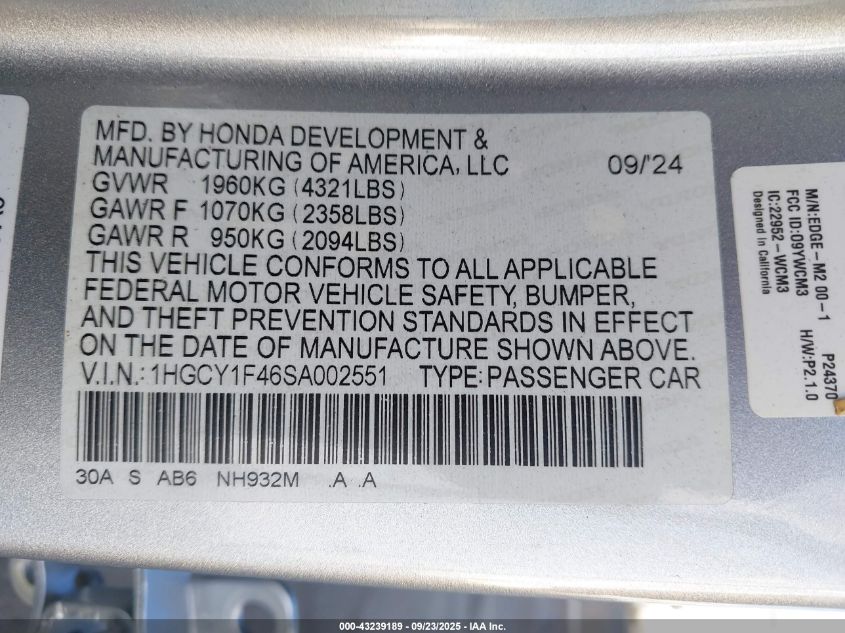 MFD. BY HONDA DEVELOPMENT &
MANUFACTURING OF AMERICA, LLC 09/'24
GVWR 1960KG (4321LBS)
GAWR F 1070KG (2358LBS)
GAWR R 950KG (2094LBS)
THIS VEHICLE CONFORMS TO ALL APPLICABLE
FEDERAL MOTOR VEHICLE SAFETY, BUMPER,
AND THEFT PREVENTION STANDARDS IN EFFECT
ON THE DATE OF MANUFACTURE SHOWN ABOVE.
V.I.N.: 1HGCY1F46SA002551 TYPE: PASSENGER CAR
30A S AB6 NH932M .A .A
P24370
M/N:EDGE-M2 00-1 H/W:P2.1.0
FCC ID:09YWCM3
IC:22952-WCM3
Designed in California
000-43239189 - 09/23/2025 - IAA Inc.